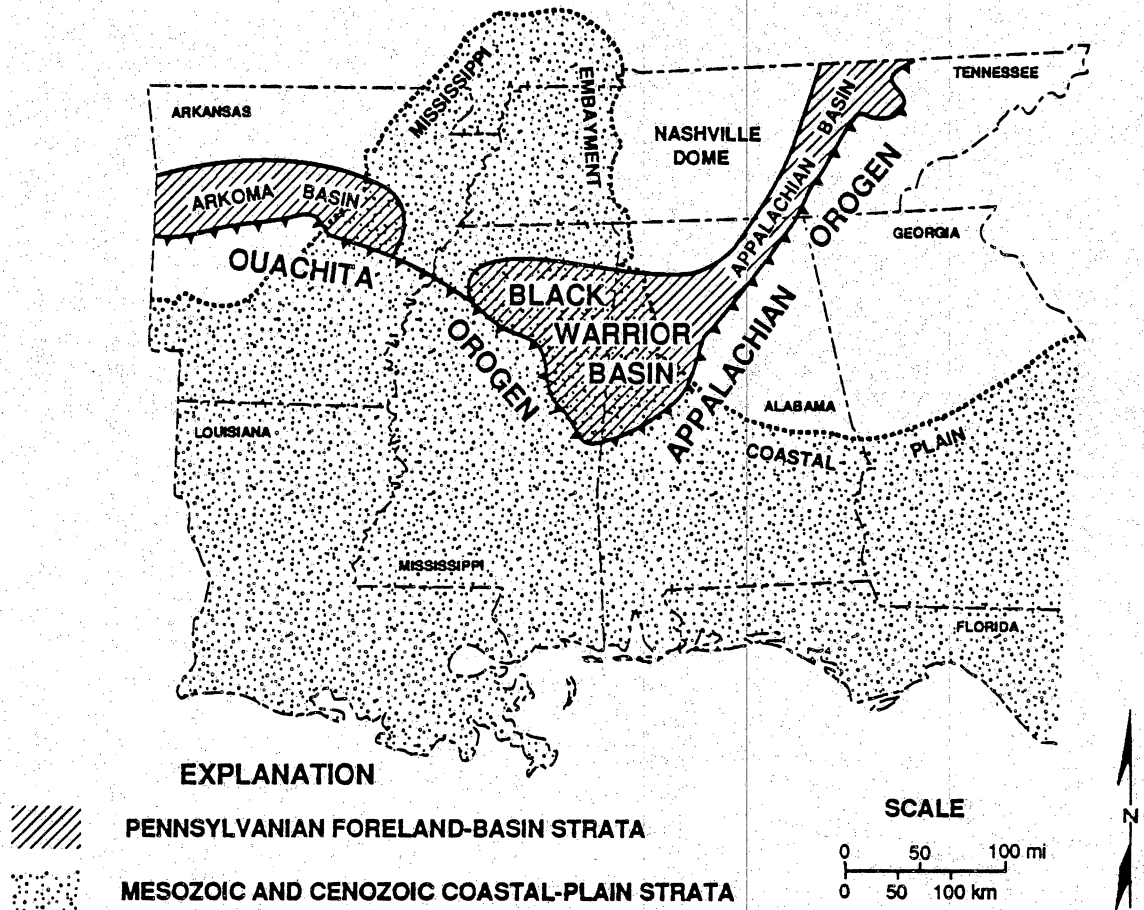 TENNESSEE
ARKANSAS
MISSISSIPPI
EMBAYMENT
NASHVILLE
DOME
APPALACHIAN BASIN
ARKOMA BASIN
APPALACHIAN OROGEN
GEORGIA
OUACHITA
OROGEN
BLACK
WARRIOR
BASIN
ALABAMA
LOUISIANA
COASTAL PLAIN
MISSISSIPPI
FLORIDA
EXPLANATION
PENNSYLVANIAN FORELAND-BASIN STRATA
MESOZOIC AND CENOZOIC COASTAL-PLAIN STRATA
SCALE
0 50 100 mi
0 50 100 km
N